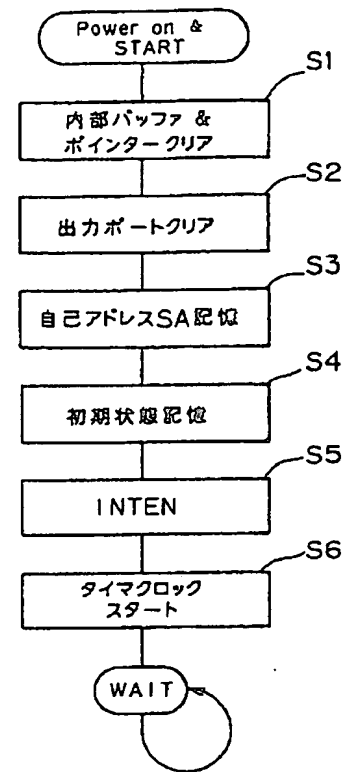 Power on &
START
S1
内部バッファ &
ポインタークリア
S2
出力ポートクリア
S3
自己アドレスSA記憶
S4
初期状態記憶
S5
INTEN
S6
タイマクロック
スタート
WAIT